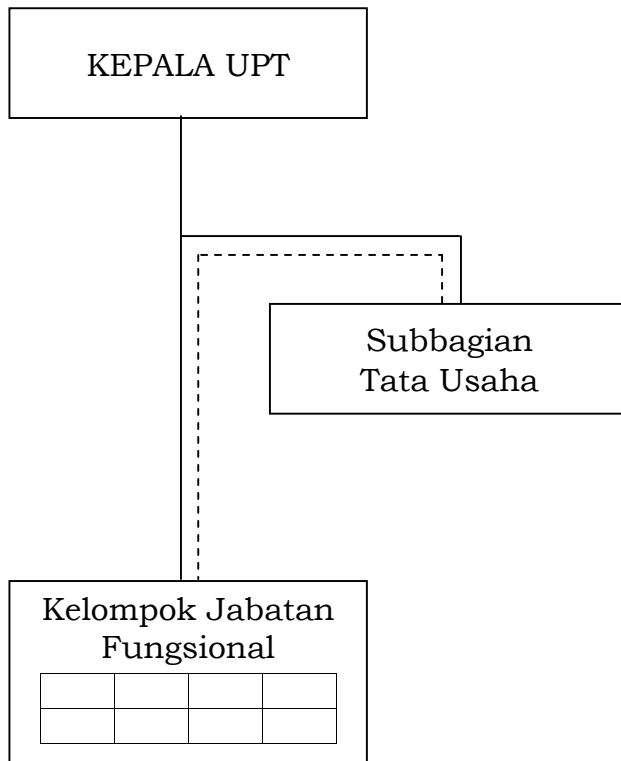 KEPALA UPT
Subbagian
Tata Usaha
Kelompok Jabatan
Fungsional